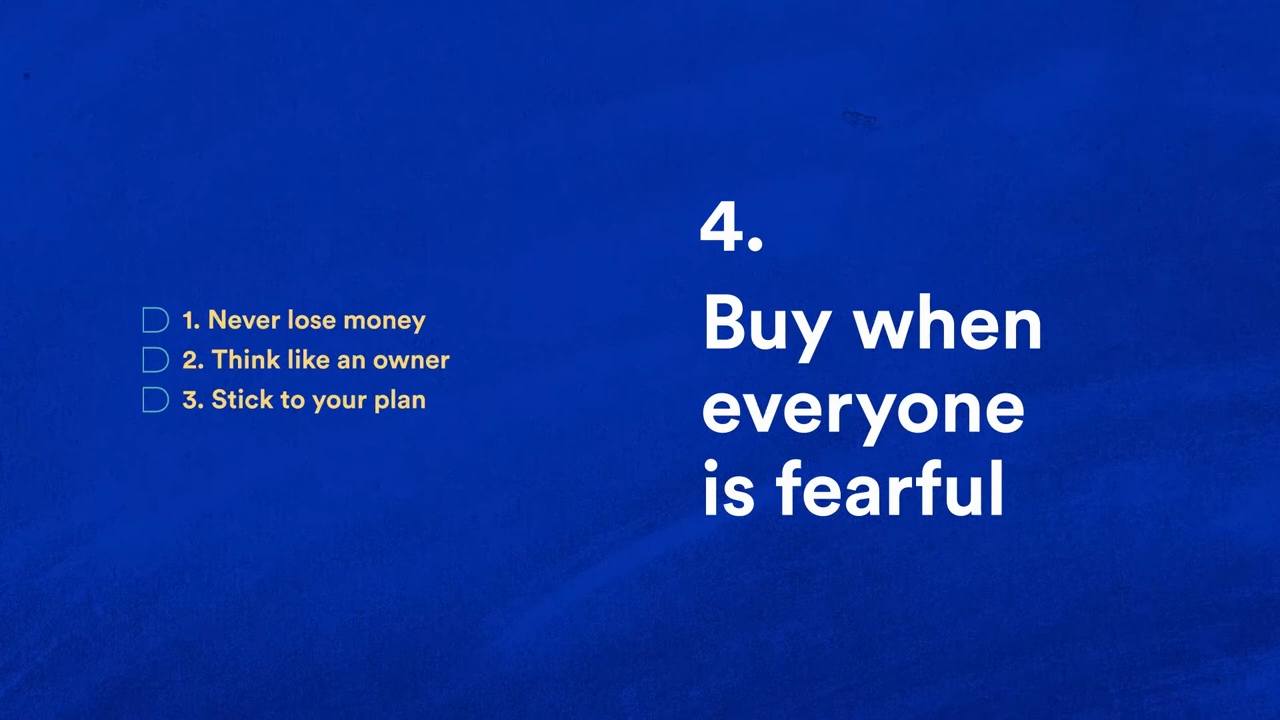 1. Never lose money
2. Think like an owner
3. Stick to your plan
4.
Buy when
everyone
is fearful